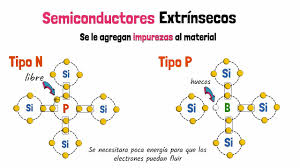 Semiconductores Extrínsecos
Se le agregan impurezas al material
Tipo N
Tipo P
libre
huecos
Si
Si
Si P Si
Si B Si
Si
Si
Se necesitara poca energía para que los
electrones puedan fluir